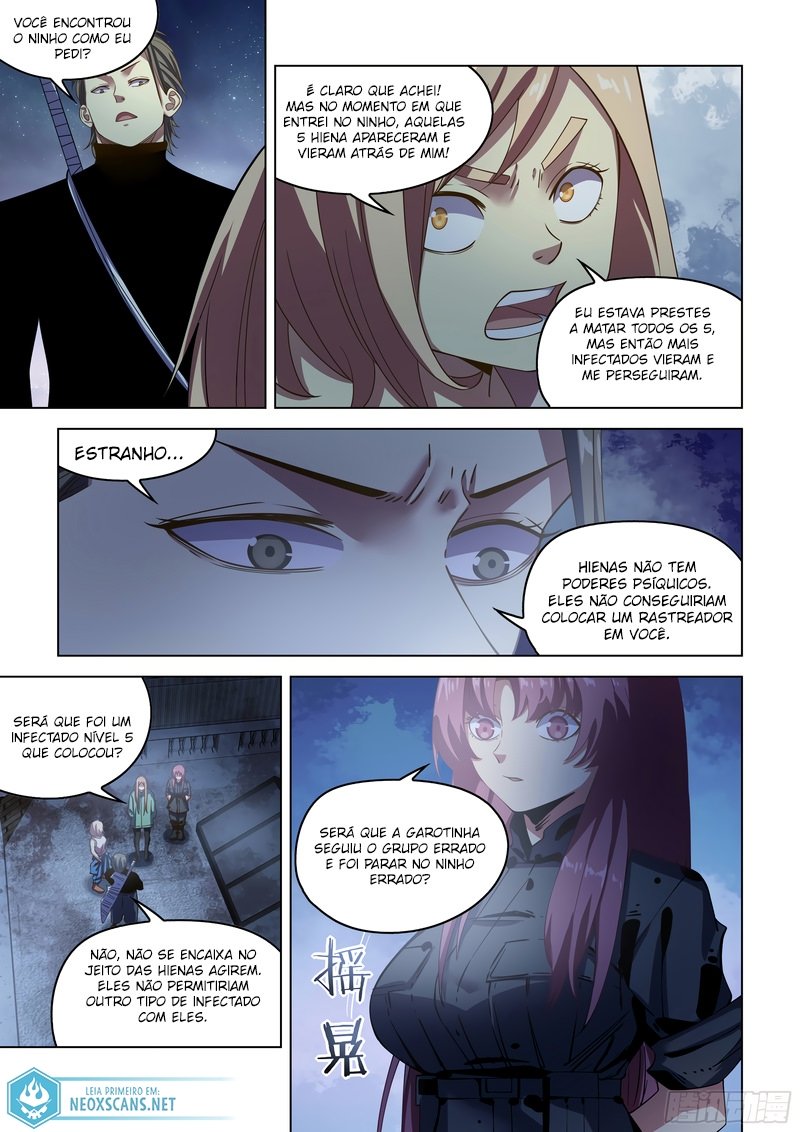 VOCÊ ENCONTROU
O NINHO COMO EU
PEDI?
É CLARO QUE ACHEI!
MAS NO MOMENTO EM QUE
ENTREI NO NINHO, AQUELAS
5 HIENA APARECERAM E
VIERAM ATRÁS DE MIM!
EU ESTAVA PRESTES
A MATAR TODOS OS 5,
MAS ENTÃO MAIS
INFECTADOS VIERAM E
ME PERSEGUIRAM.
ESTRANHO...
HIENAS NÃO TEM
PODERES PSÍQUICOS.
ELES NÃO CONSEGUIRIAM
COLOCAR UM RASTREADOR
EM VOCÊ.
SERÁ QUE FOI UM
INFECTADO NÍVEL 5
QUE COLOCOU?
NÃO, NÃO SE ENCAIXA NO
JEITO DAS HIENAS AGIREM.
ELES NÃO PERMITIRIAM
OUTRO TIPO DE INFECTADO
COM ELES.
SERÁ QUE A GAROTINHA
SEGUIU O GRUPO ERRADO
E FOI PARAR NO NINHO
ERRADO?
摇
晃
LEIA PRIMEIRO EM:
NEOXSCANS.NET
腾讯动漫